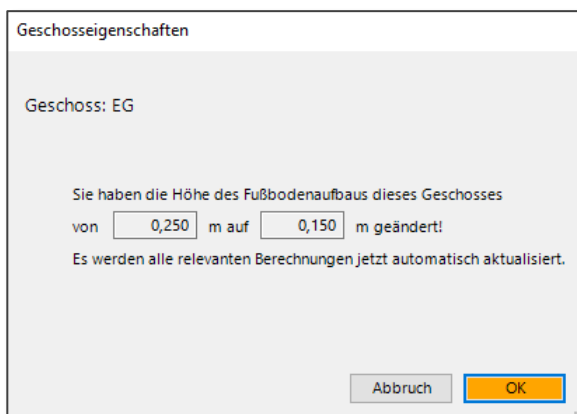 Geschosseigenschaften
Geschoss: EG
Sie haben die Höhe des Fußbodenaufbaus dieses Geschosses
von 0,250 m auf 0,150 m geändert!
Es werden alle relevanten Berechnungen jetzt automatisch aktualisiert.
Abbruch OK